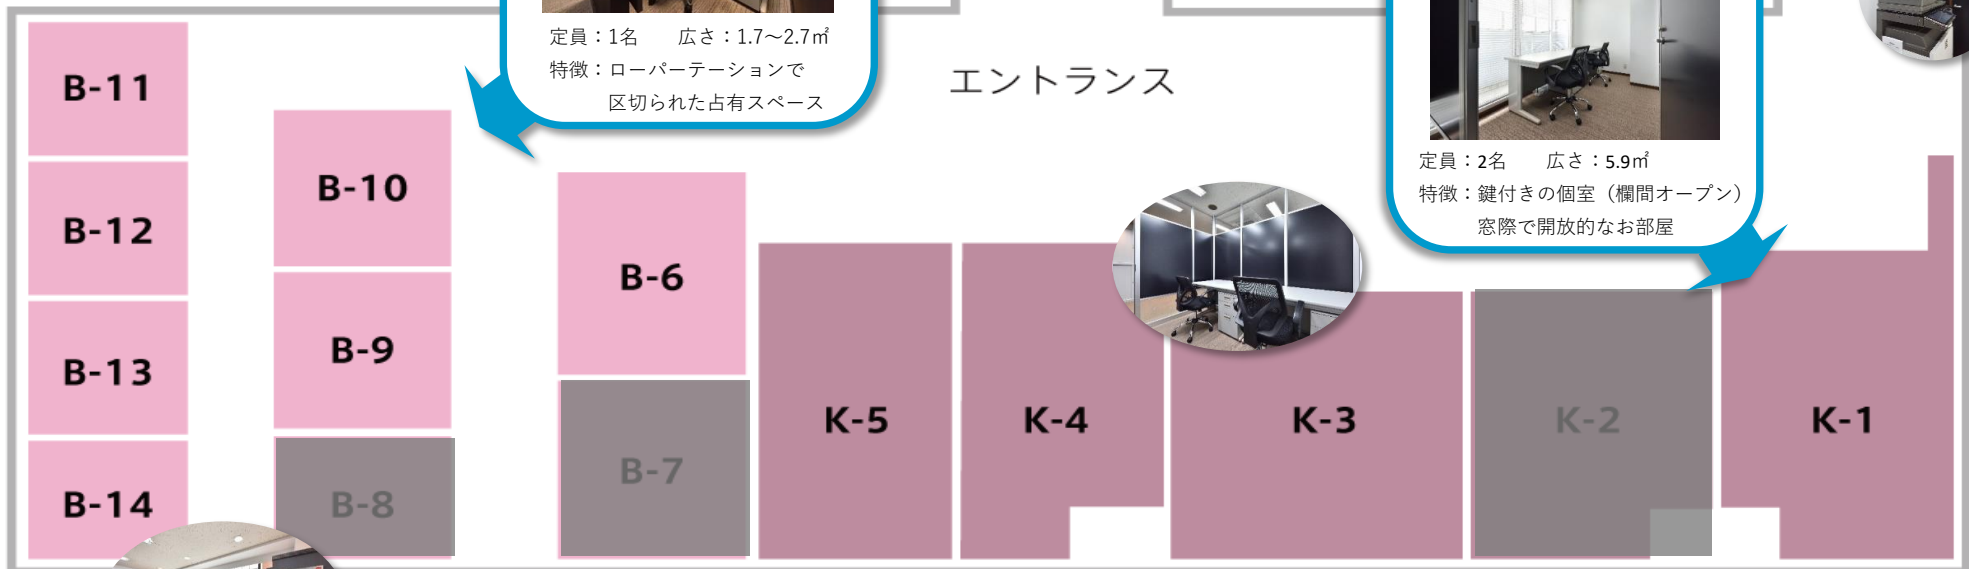 定員：1名　　広さ：1.7～2.7㎡
特徴：ローパーテーションで
区切られた占有スペース
エントランス
定員：2名　　広さ：5.9㎡
特徴：鍵付きの個室（欄間オープン）
窓際で開放的なお部屋
B-11
B-12
B-13
B-14
B-10
B-9
B-8
B-6
B-7
K-5
K-4
K-3
K-2
K-1